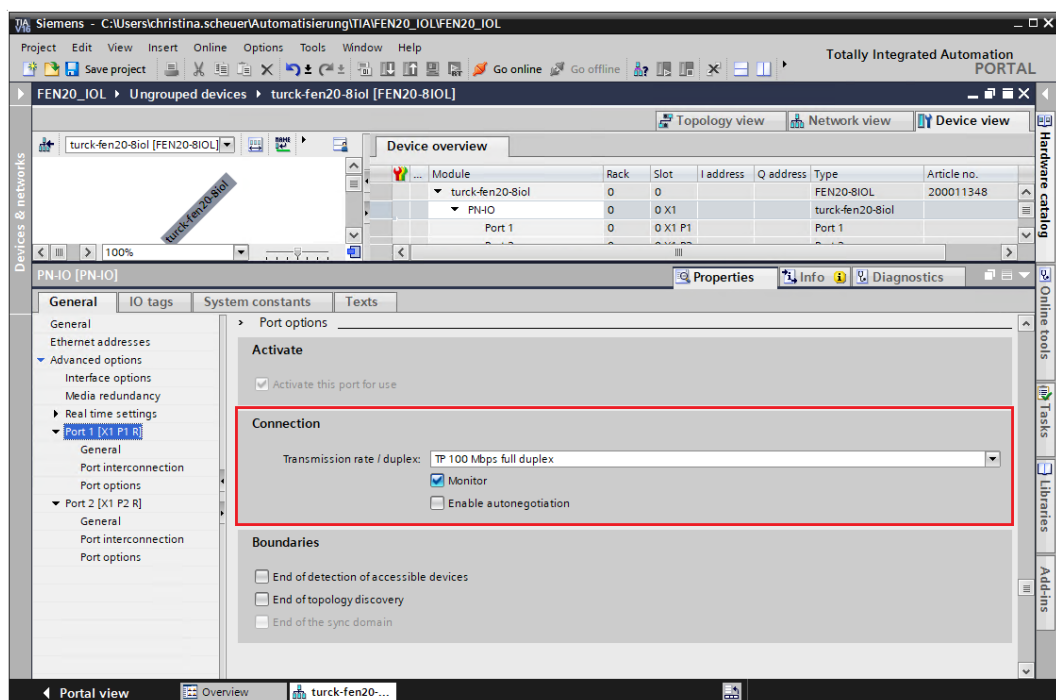 TIA V16 Siemens - C:\Users\christina.scheuer\Automatisierung\TIA\FEN20_IOL\FEN20_IOL
Project Edit View Insert Online Options Tools Window Help
Totally Integrated Automation
PORTAL
Save project Go online Go offline
FEN20_IOL Ungrouped devices turck-fen20-8iol [FEN20-8IOL]
Topology view Network view Device view
turck-fen20-8iol [FEN20-8IOL] NAME
Device overview
... Module Rack Slot I address Q address Type Article no.
turck-fen20-8iol 0 0 FEN20-8IOL 200011348
PN-IO 0 0 X1 turck-fen20-8iol
Port 1 0 0 X1 P1 Port 1
turck-fen20-8iol
100%
Devices & networks
Hardware catalog
Online tools
Tasks
Libraries
Add-ins
PN-IO [PN-IO]
Properties Info Diagnostics
General IO tags System constants Texts
General
Ethernet addresses
Advanced options
Interface options
Media redundancy
Real time settings
Port 1 [X1 P1 R]
General
Port interconnection
Port options
Port 2 [X1 P2 R]
General
Port interconnection
Port options
> Port options
Activate
Activate this port for use
Connection
Transmission rate / duplex: TP 100 Mbps full duplex
Monitor
Enable autonegotiation
Boundaries
End of detection of accessible devices
End of topology discovery
End of the sync domain
Portal view Overview turck-fen20-...